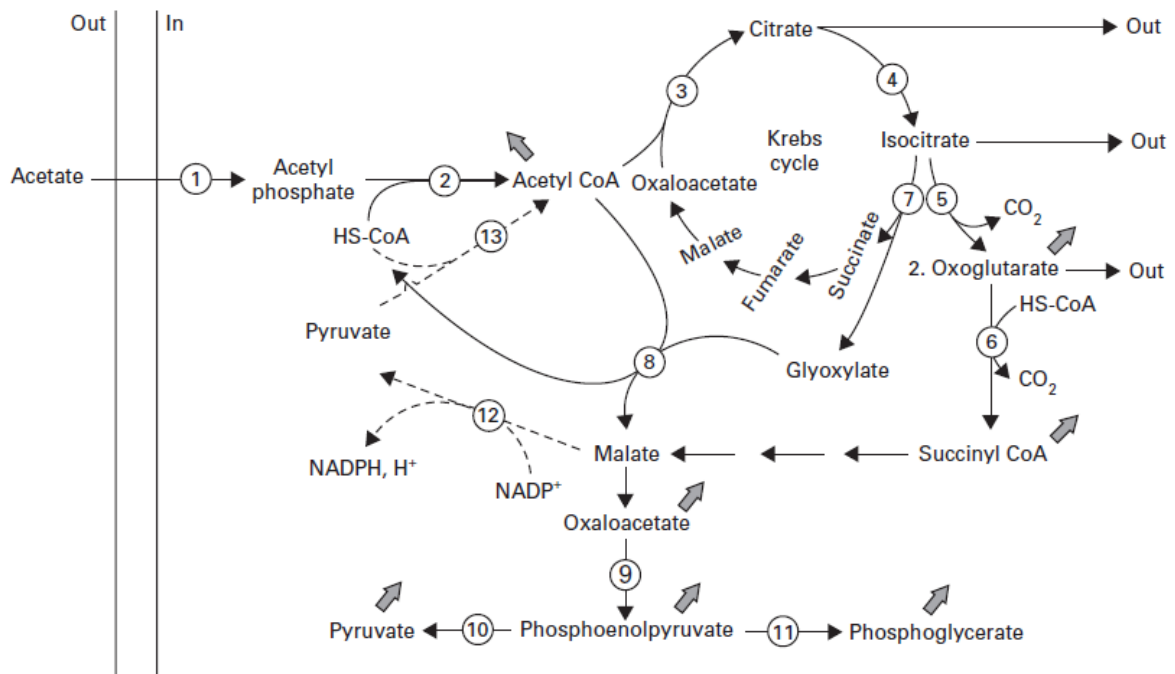 Out
In
Citrate
Out
3
4
Krebs
cycle
Isocitrate
Out
Acetate
1
Acetyl
phosphate
2
Acetyl CoA
Oxaloacetate
7
5
CO2
HS-CoA
13
Malate
Fumarate
Succinate
2. Oxoglutarate
Out
HS-CoA
Pyruvate
6
8
Glyoxylate
CO2
12
NADPH, H+
NADP+
Malate
Succinyl CoA
Oxaloacetate
9
Pyruvate
10
Phosphoenolpyruvate
11
Phosphoglycerate